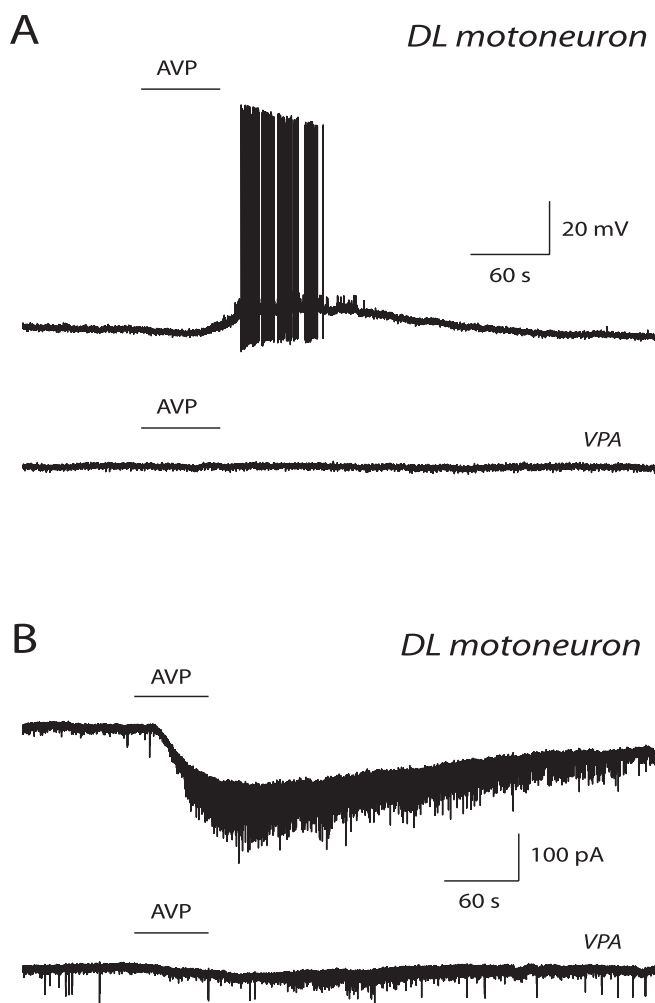 A
DL motoneuron
AVP
20 mV
60 s
AVP
VPA
B
DL motoneuron
AVP
100 pA
60 s
AVP
VPA